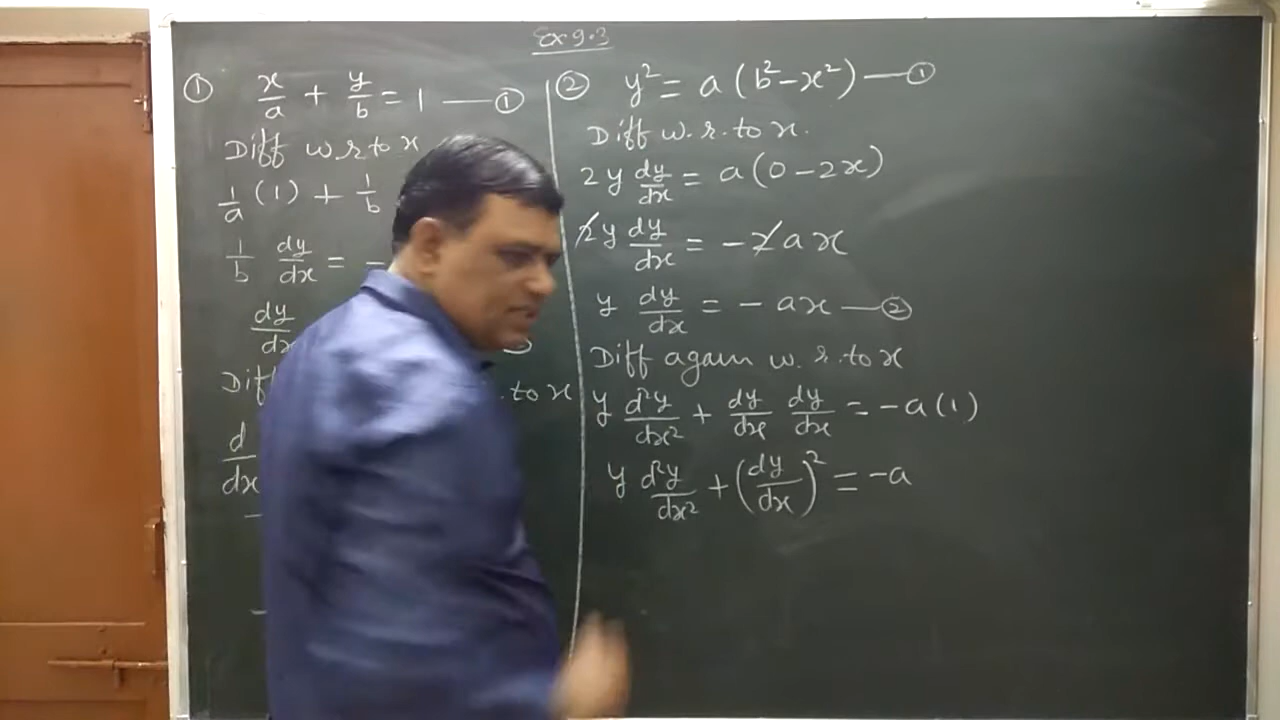 Ex 9.3
① x/a + y/b = 1 —①
Diff w.r to x
1/a (1) + 1/b
1/b dy/dx = -
dy/dx
Diff . to x
d/dx
② y² = a (b² - x²) —①
Diff w.r. to x.
2y dy/dx = a (0 - 2x)
2y dy/dx = -2ax
y dy/dx = - ax —②
Diff again w.r. to x
y d²y/dx² + dy/dx dy/dx = -a (1)
y d²y/dx² + (dy/dx)² = -a